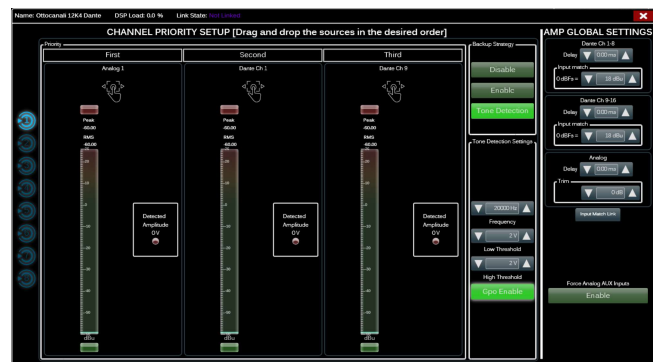 Name: Ottocanali 12K4 Dante DSP Load: 0.0 % Link State: Not Linked
CHANNEL PRIORITY SETUP [Drag and drop the sources in the desired order]
AMP GLOBAL SETTINGS
Priority
First Second Third
Analog 1 Dante Ch 1 Dante Ch 9
Peak Peak Peak
-60.00 -60.00 -60.00
RMS RMS RMS
-60.00 -60.00 -60.00
Detected Detected Detected
Amplitude Amplitude Amplitude
0 V 0 V 0 V
dBu dBu dBu
Backup Strategy
Disable
Enable
Tone Detection
Tone Detection Settings
20000 Hz
Frequency
2 V
Low Threshold
2 V
High Threshold
Gpo Enable
Dante Ch 1-8
Delay 0.00 ms
Input match
0 dBFs = 18 dBu
Dante Ch 9-16
Delay 0.00 ms
Input match
0 dBFs = 18 dBu
Analog
Delay 0.00 ms
Trim
0 dB
Input Match Link
Force Analog AUX Inputs
Enable